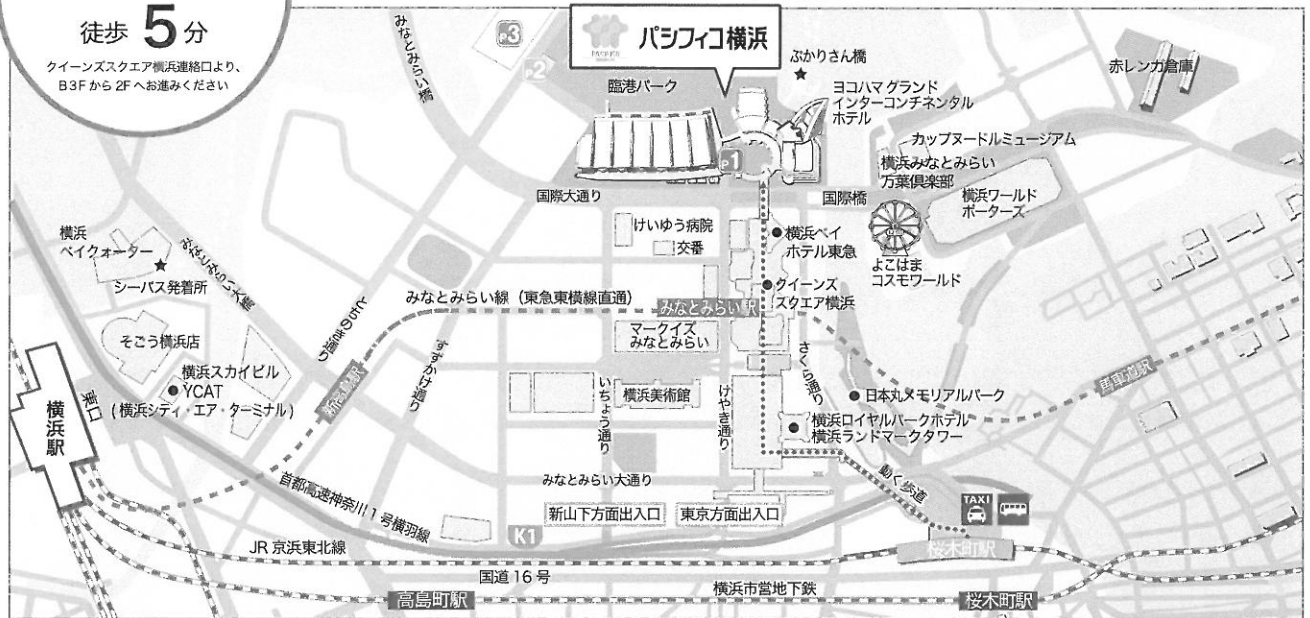 徒歩 5 分
クイーンズスクエア横浜連絡口より、
B3Fから2Fへお進みください
みなとみらい橋
P3
P2
パシフィコ横浜
臨港パーク
ぷかりさん橋
ヨコハマ グランド
インターコンチネンタル
ホテル
赤レンガ倉庫
カップヌードルミュージアム
横浜みなとみらい
万葉倶楽部
P1
国際大通り
国際橋
横浜ワールド
ポーターズ
けいゆう病院
交番
横浜ベイ
ホテル東急
よこはま
コスモワールド
横浜
ベイクォーター
シーバス発着所
みなとみらい大橋
クイーンズ
スクエア横浜
みなとみらい線(東急東横線直通)
みなとみらい駅
マークイズ
みなとみらい
そごう横浜店
とちのき通り
すずかけ通り
さくら通り
横浜スカイビル
YCAT
(横浜シティ・エア・ターミナル)
新高島駅
馬車道駅
横浜駅
東口
いちょう通り
横浜美術館
けやき通り
日本丸メモリアルパーク
横浜ロイヤルパークホテル
横浜ランドマークタワー
みなとみらい大通り
動く歩道
首都高速神奈川1号横羽線
新山下方面出入口
東京方面出入口
TAXI
K1
JR京浜東北線
桜木町駅
国道16号
横浜市営地下鉄
高島町駅
桜木町駅